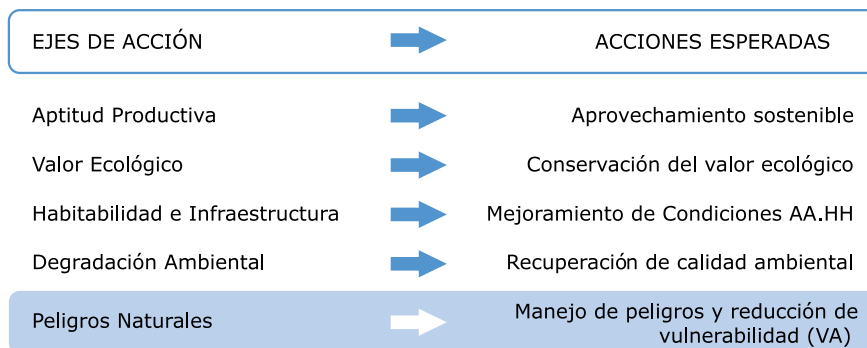 EJES DE ACCIÓN ACCIONES ESPERADAS
Aptitud Productiva Aprovechamiento sostenible
Valor Ecológico Conservación del valor ecológico
Habitabilidad e Infraestructura Mejoramiento de Condiciones AA.HH
Degradación Ambiental Recuperación de calidad ambiental
Peligros Naturales Manejo de peligros y reducción de
vulnerabilidad (VA)